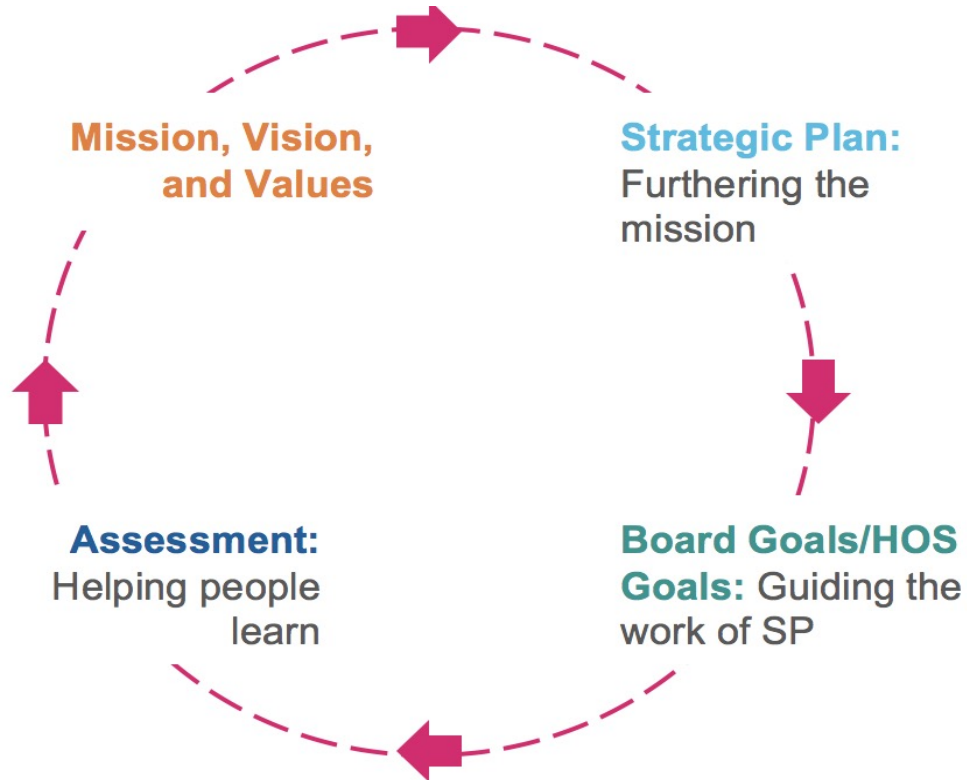 Mission, Vision,
and Values
Strategic Plan:
Furthering the
mission
Board Goals/HOS
Goals: Guiding the
work of SP
Assessment:
Helping people
learn